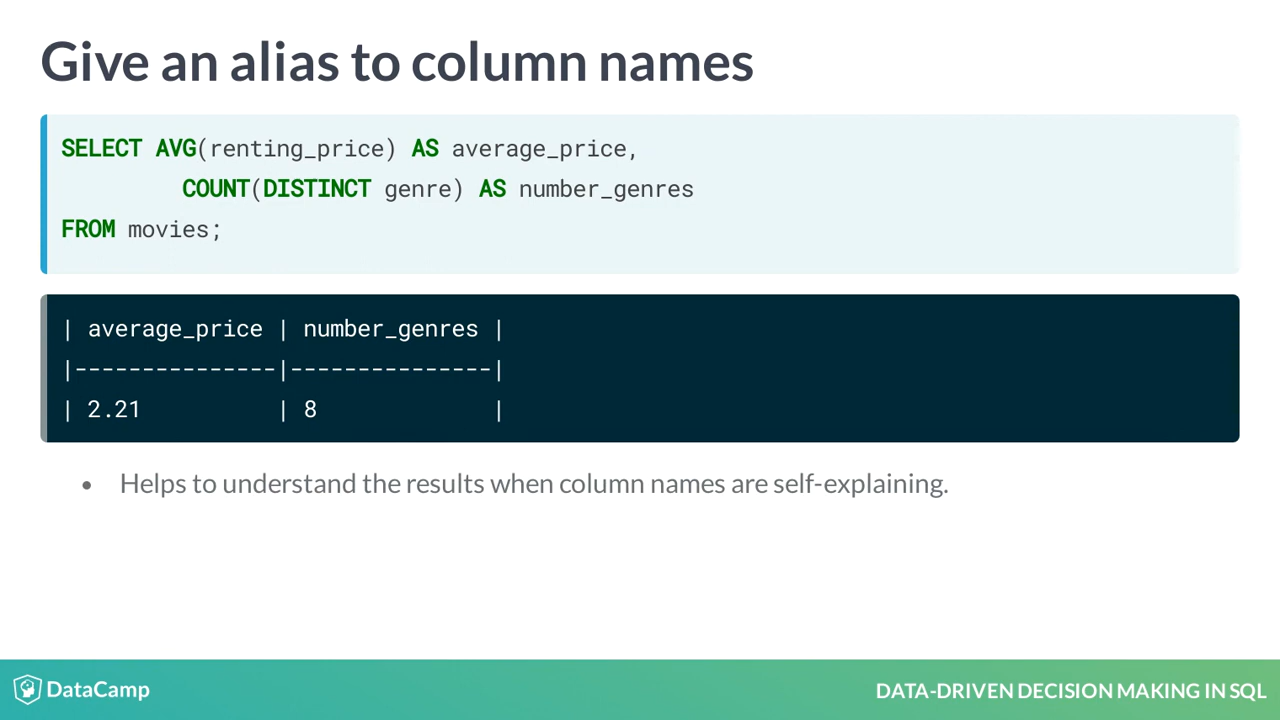 Give an alias to column names
SELECT AVG(renting_price) AS average_price,
         COUNT(DISTINCT genre) AS number_genres
FROM movies;
| average_price | number_genres |
|---------------|---------------|
| 2.21          | 8             |
• Helps to understand the results when column names are self-explaining.
DataCamp
DATA-DRIVEN DECISION MAKING IN SQL